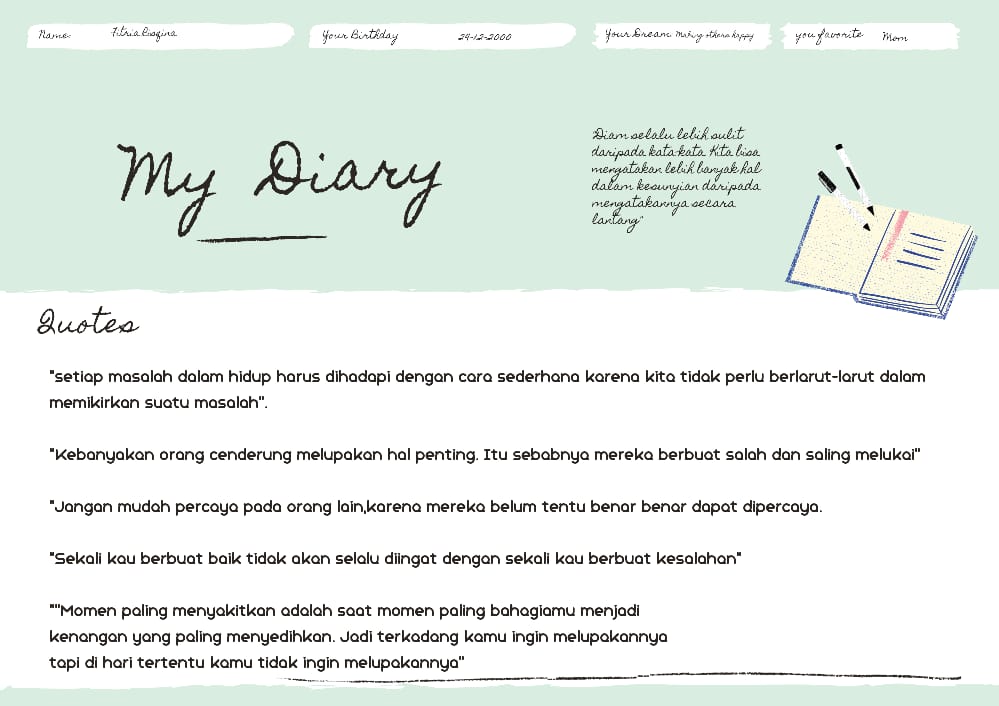 Name: Fitria Rosgina
Your Birthday 24-12-2000
Your Dream: Making others happy
you favorite Mom
My Diary
Diam selalu lebih sulit
daripada kata-kata. Kita bisa
mengatakan lebih banyak hal
dalam kesunyian daripada
mengatakannya secara
lantang"
Quotes
"setiap masalah dalam hidup harus dihadapi dengan cara sederhana karena kita tidak perlu berlarut-larut dalam
memikirkan suatu masalah".
"Kebanyakan orang cenderung melupakan hal penting. Itu sebabnya mereka berbuat salah dan saling melukai"
"Jangan mudah percaya pada orang lain,karena mereka belum tentu benar benar dapat dipercaya.
"Sekali kau berbuat baik tidak akan selalu diingat dengan sekali kau berbuat kesalahan"
""Momen paling menyakitkan adalah saat momen paling bahagiamu menjadi
kenangan yang paling menyedihkan. Jadi terkadang kamu ingin melupakannya
tapi di hari tertentu kamu tidak ingin melupakannya"